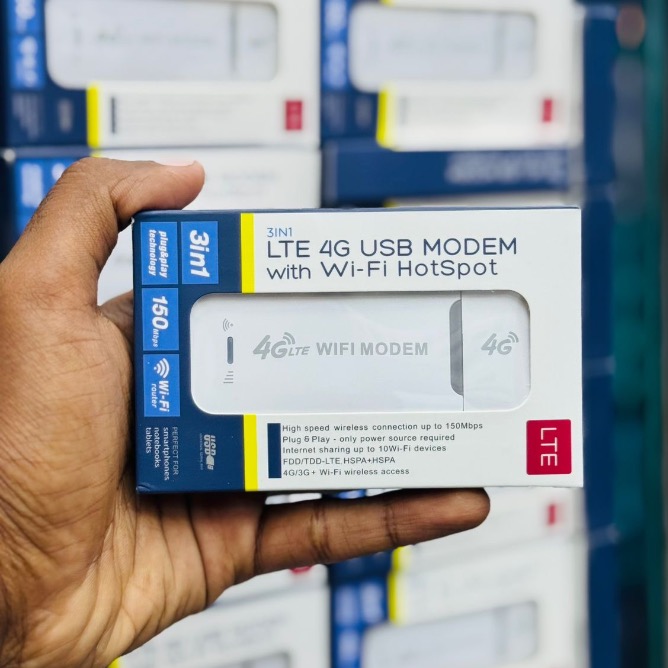 3IN1
LTE 4G USB MODEM
with Wi-Fi HotSpot
3in1
plug&play
technology
150Mbps
Wi-Fi
router
PERFECT FOR
smartphones
notebooks
tablets
USB
4GLTE WIFI MODEM
4G
High speed wireless connection up to 150Mbps
Plug & Play - only power source required
Internet sharing up to 10Wi-Fi devices
FDD/TDD-LTE,HSPA+HSPA
4G/3G+ Wi-Fi wireless access
LTE